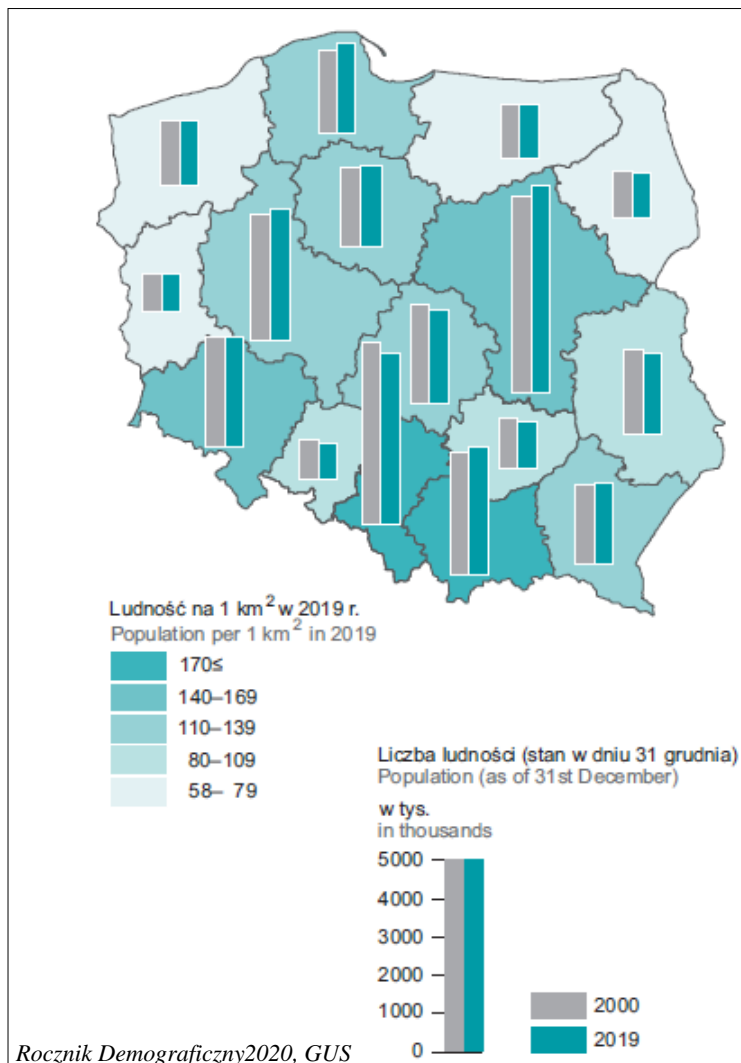 Ludność na 1 km² w 2019 r.
Population per 1 km² in 2019
170≤
140–169
110–139
80–109
58– 79
Liczba ludności (stan w dniu 31 grudnia)
Population (as of 31st December)
w tys.
in thousands
5000
4000
3000
2000
1000
0
2000
2019
Rocznik Demograficzny2020, GUS